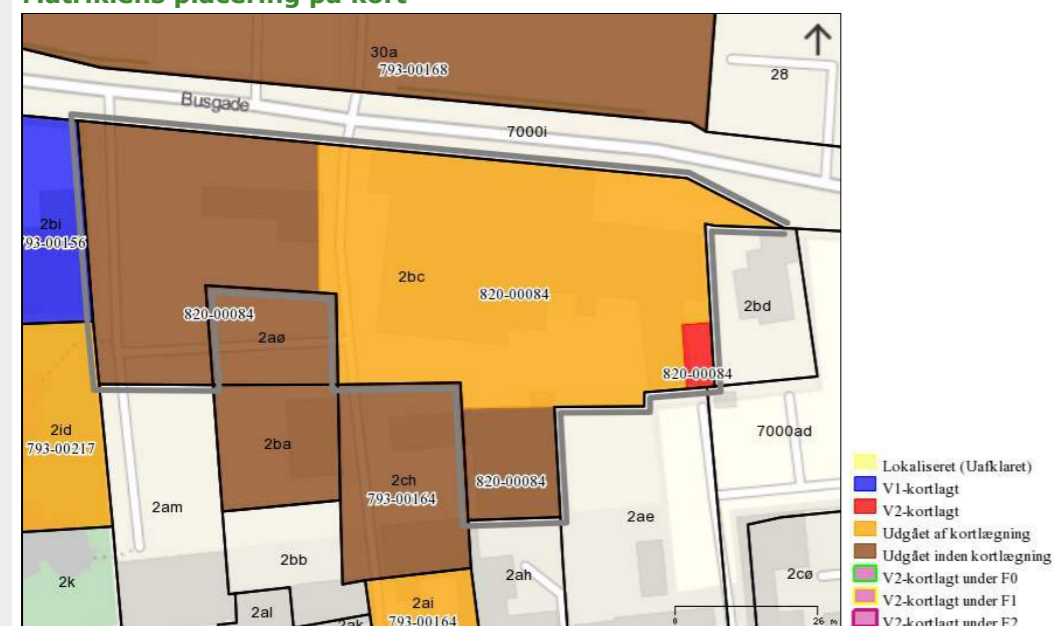 Matriklens placering på kort
30a
793-00168
28
Busgade
7000i
2bi
793-00156
2bc
820-00084
2bd
820-00084
2aø
820-00084
2id
793-00217
2ba
2ch
793-00164
820-00084
7000ad
2am
2ae
2bb
2k
2ah
2cø
2al
2ak
2ai
793-00164
0
26 m
Lokaliseret (Uafklaret)
V1-kortlagt
V2-kortlagt
Udgået af kortlægning
Udgået inden kortlægning
V2-kortlagt under F0
V2-kortlagt under F1
V2-kortlagt under F2